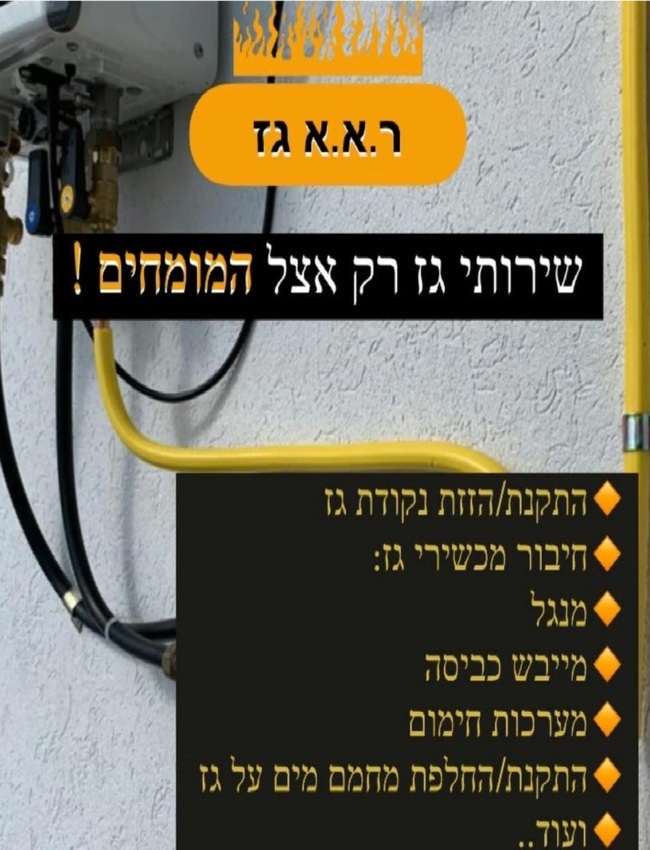 ר.א.א גז
שירותי גז רק אצל המומחים !
התקנת/הזזת נקודת גז
חיבור מכשירי גז:
מנגל
מייבש כביסה
מערכות חימום
התקנת/החלפת מחמם מים על גז
ועוד..